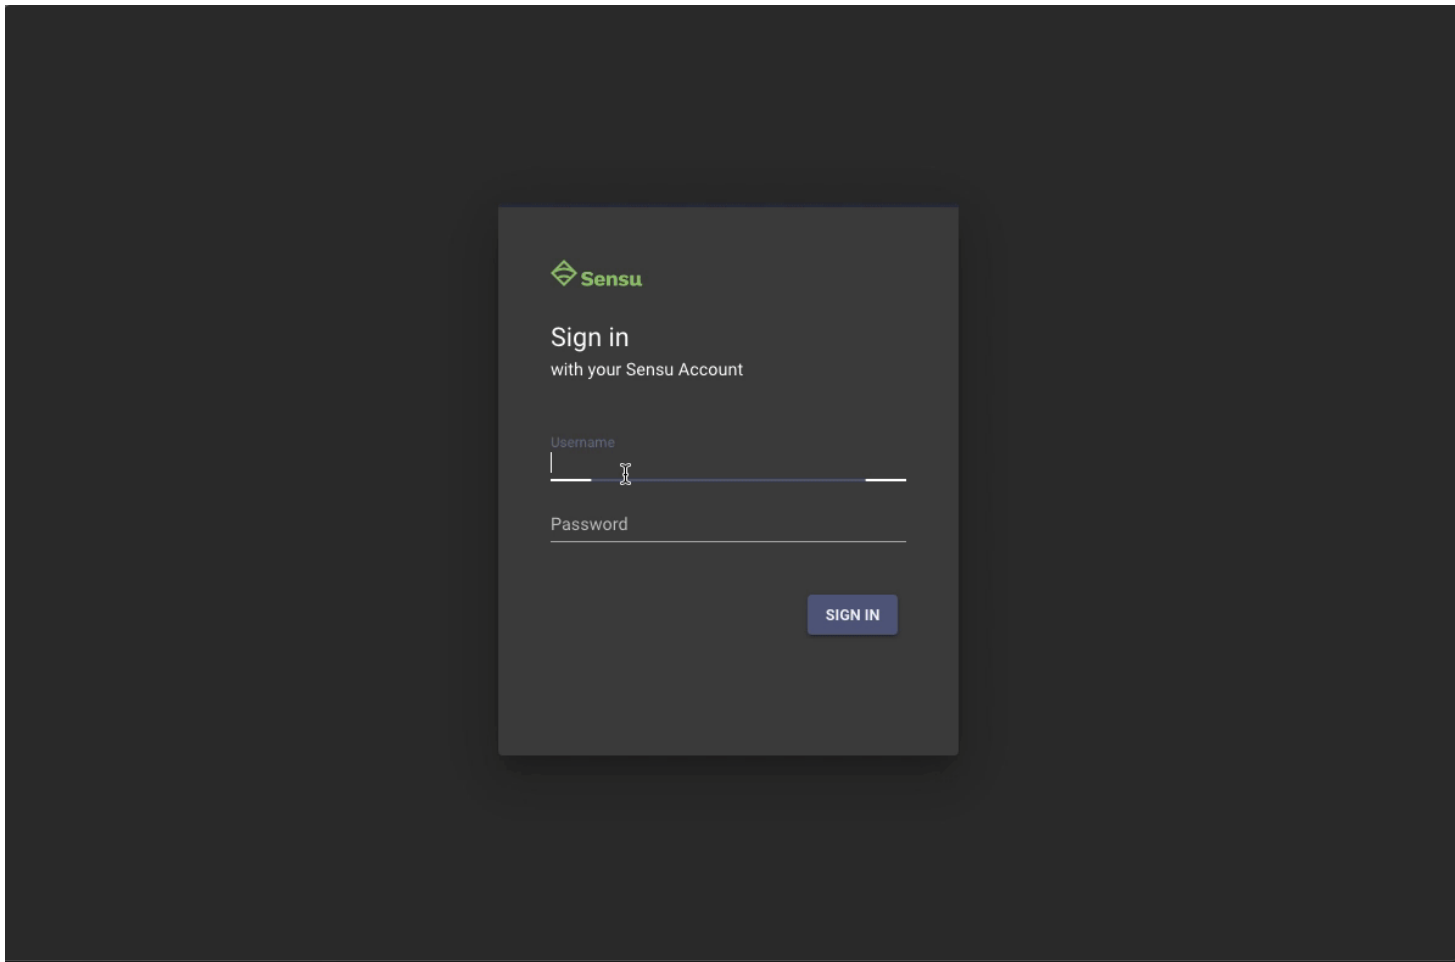 Sensu
Sign in
with your Sensu Account
Username
Password
SIGN IN